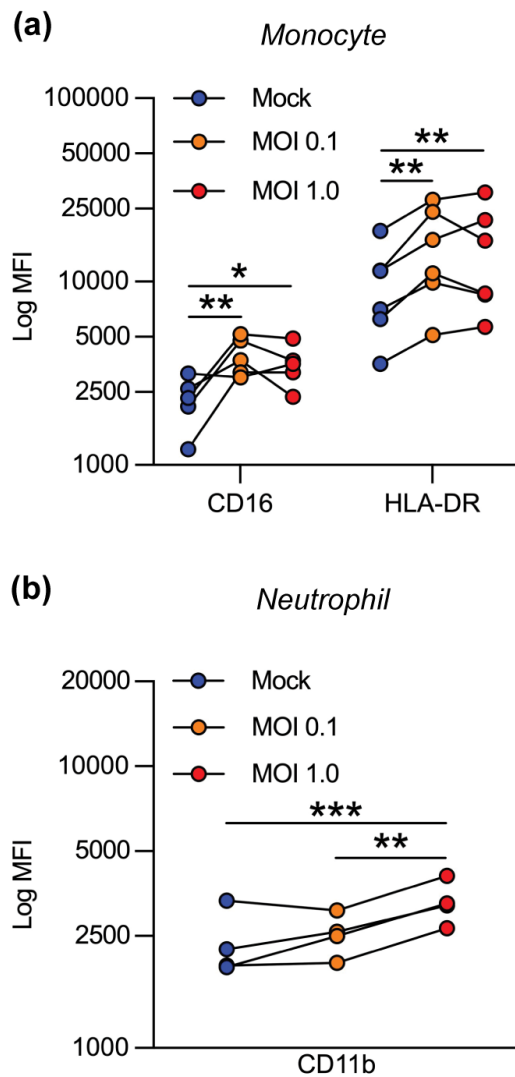 (a)
Monocyte
100000
50000
25000
10000
5000
2500
1000
Log MFI
Mock
MOI 0.1
MOI 1.0
*
**
**
**
CD16
HLA-DR
(b)
Neutrophil
20000
10000
5000
2500
1000
Log MFI
Mock
MOI 0.1
MOI 1.0
***
**
CD11b